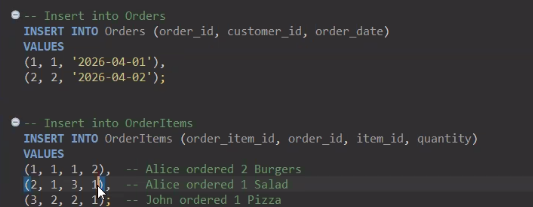 -- Insert into Orders
INSERT INTO Orders (order_id, customer_id, order_date)
VALUES
(1, 1, '2026-04-01'),
(2, 2, '2026-04-02');
-- Insert into OrderItems
INSERT INTO OrderItems (order_item_id, order_id, item_id, quantity)
VALUES
(1, 1, 1, 2),  -- Alice ordered 2 Burgers
(2, 1, 3, 1),  -- Alice ordered 1 Salad
(3, 2, 2, 1);  -- John ordered 1 Pizza